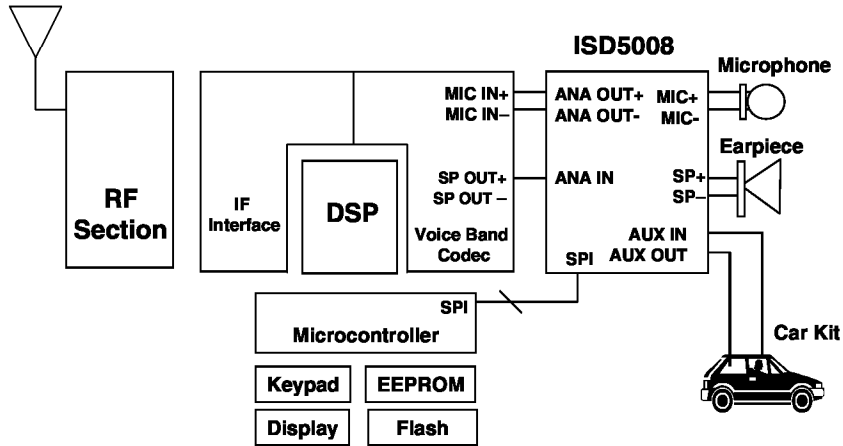 ISD5008
Microphone
MIC IN+
MIC IN–
ANA OUT+
ANA OUT-
MIC+
MIC-
Earpiece
RF
Section
IF
Interface
DSP
SP OUT+
SP OUT –
Voice Band
Codec
ANA IN
SP+
SP–
AUX IN
AUX OUT
SPI
SPI
Microcontroller
Car Kit
Keypad
EEPROM
Display
Flash